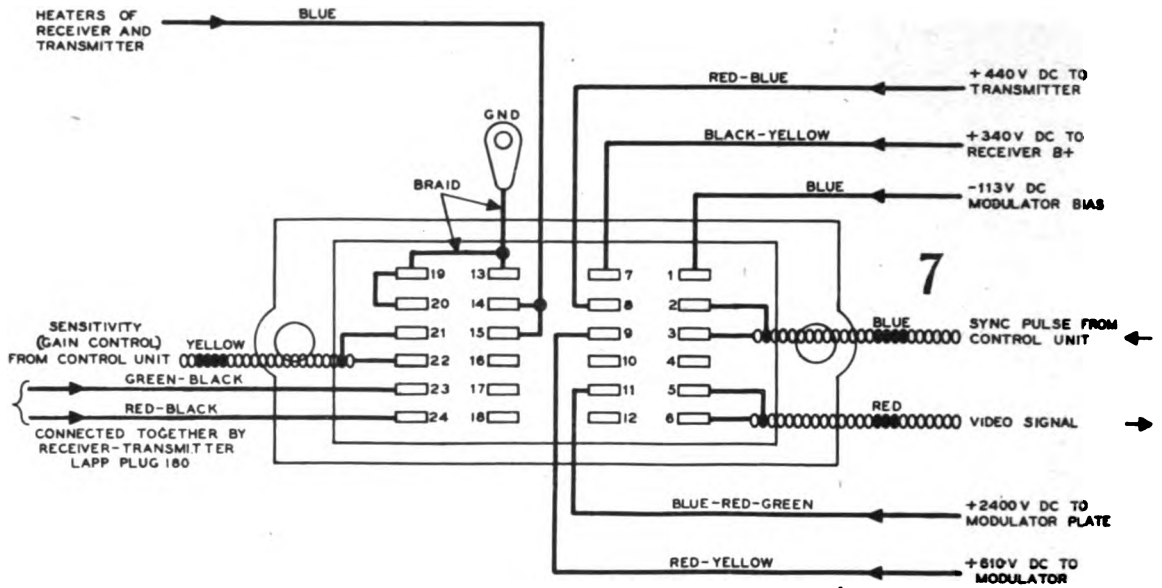 HEATERS OF
RECEIVER AND
TRANSMITTER
BLUE
RED-BLUE
+440V DC TO
TRANSMITTER
GND
BLACK-YELLOW
+340V DC TO
RECEIVER B+
BRAID
BLUE
-113V DC
MODULATOR BIAS
7
19 13 7 1
20 14 8 2
21 15 9 3
22 16 10 4
23 17 11 5
24 18 12 6
SENSITIVITY
(GAIN CONTROL)
FROM CONTROL UNIT
YELLOW
BLUE
SYNC PULSE FROM
CONTROL UNIT
GREEN-BLACK
RED-BLACK
CONNECTED TOGETHER BY
RECEIVER-TRANSMITTER
LAPP PLUG 180
RED
VIDEO SIGNAL
BLUE-RED-GREEN
+2400V DC TO
MODULATOR PLATE
RED-YELLOW
+610V DC TO
MODULATOR